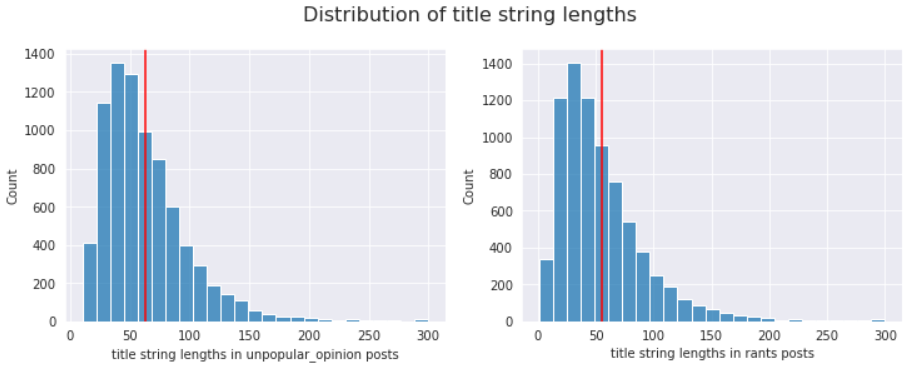 Distribution of title string lengths
1400
1200
1000
800
600
400
200
0
Count
0 50 100 150 200 250 300
title string lengths in unpopular_opinion posts
1400
1200
1000
800
600
400
200
0
Count
0 50 100 150 200 250 300
title string lengths in rants posts